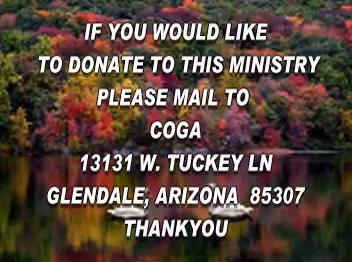 IF YOU WOULD LIKE
TO DONATE TO THIS MINISTRY
PLEASE MAIL TO
COGA
13131 W. TUCKEY LN
GLENDALE, ARIZONA 85307
THANKYOU